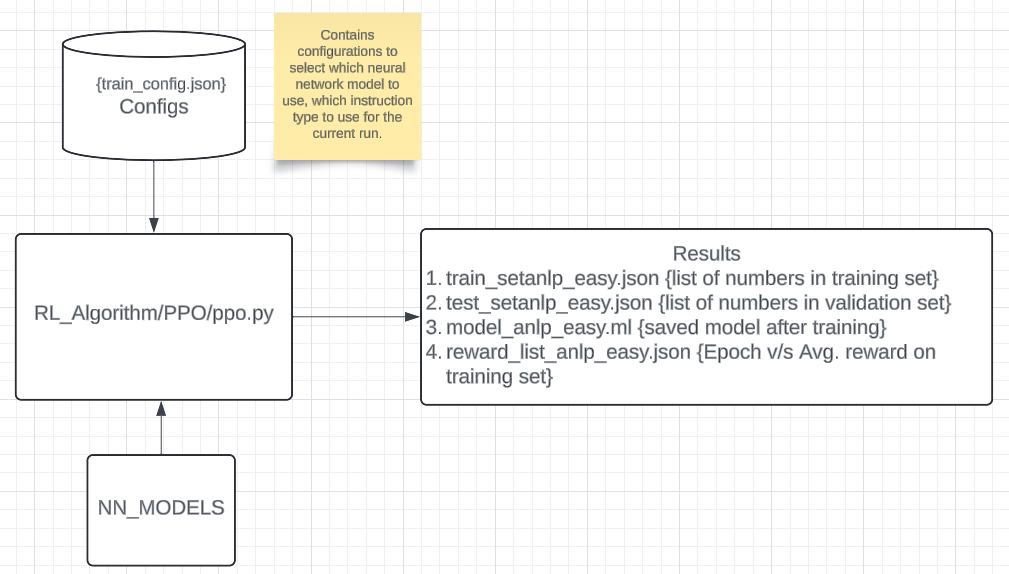 {train_config.json}
Configs
Contains
configurations to
select which neural
network model to
use, which instruction
type to use for the
current run.
RL_Algorithm/PPO/ppo.py
Results
1. train_setanlp_easy.json {list of numbers in training set}
2. test_setanlp_easy.json {list of numbers in validation set}
3. model_anlp_easy.ml {saved model after training}
4. reward_list_anlp_easy.json {Epoch v/s Avg. reward on
training set}
NN_MODELS